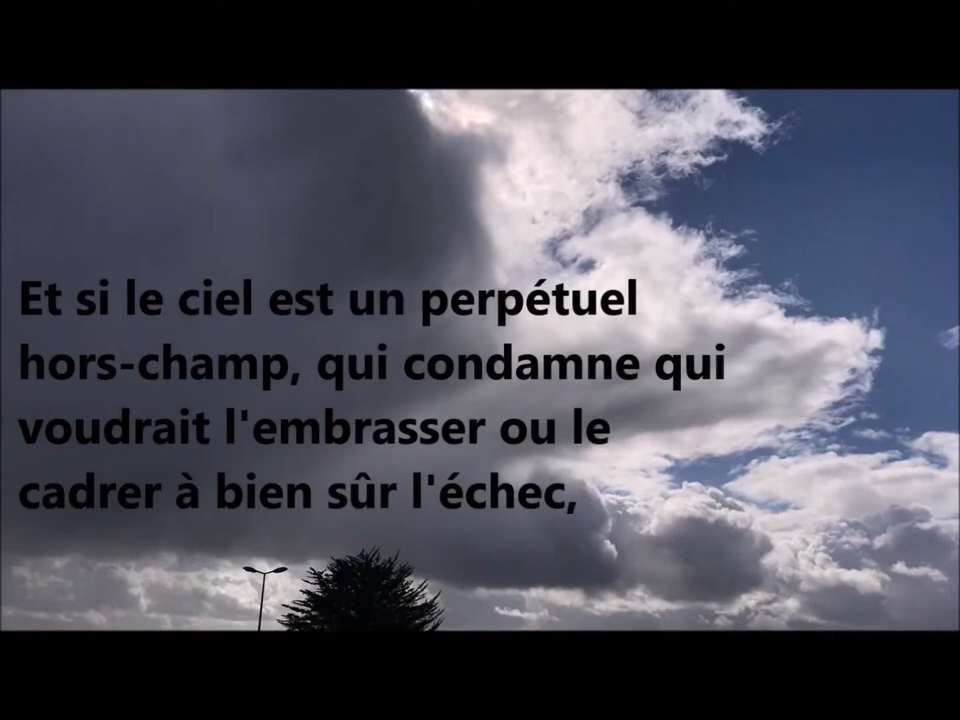 Et si le ciel est un perpétuel
hors-champ, qui condamne qui
voudrait l'embrasser ou le
cadrer à bien sûr l'échec,